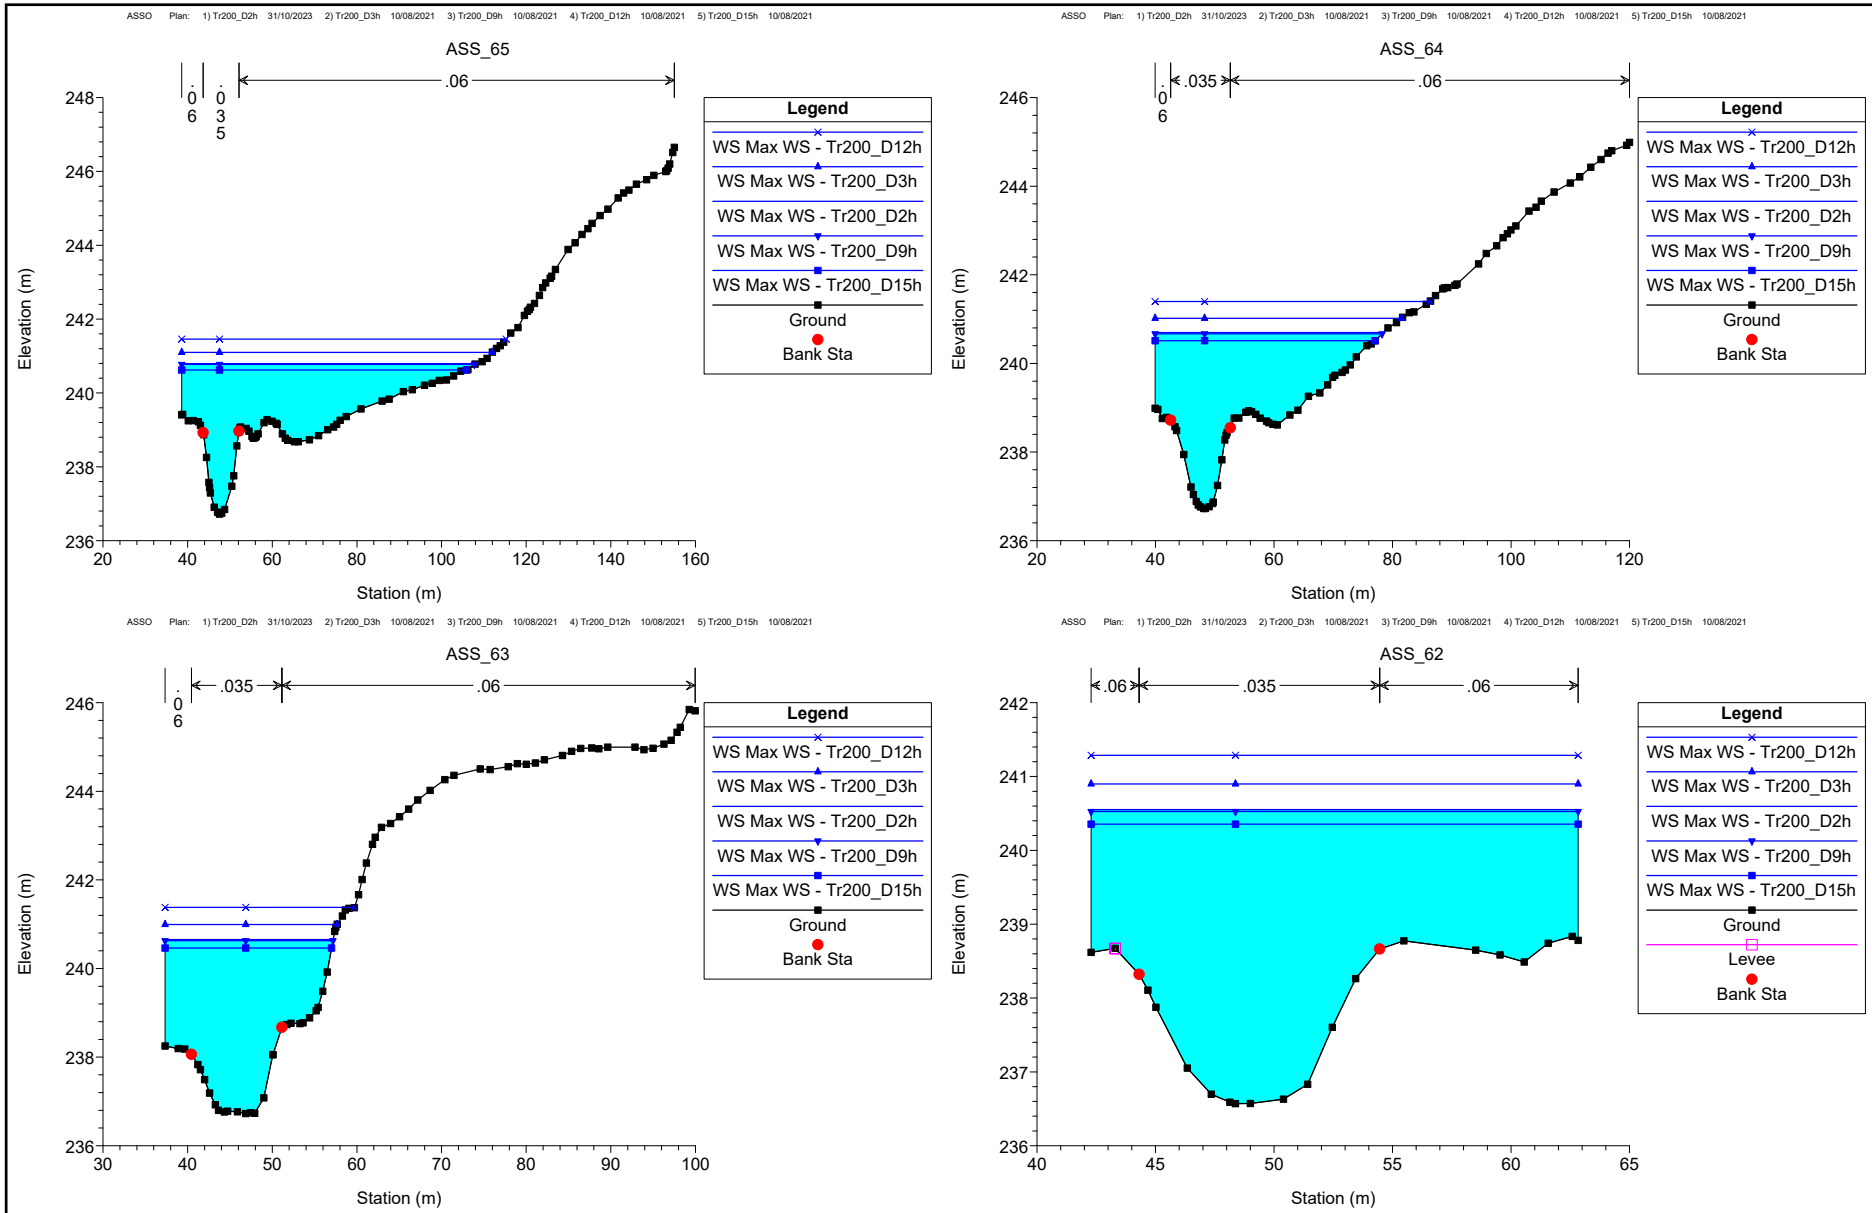 ASSO Plan: 1) Tr200_D2h 31/10/2023 2) Tr200_D3h 10/08/2021 3) Tr200_D9h 10/08/2021 4) Tr200_D12h 10/08/2021 5) Tr200_D15h 10/08/2021
ASS_65
.06
.035
.06
Legend
WS Max WS - Tr200_D12h
WS Max WS - Tr200_D3h
WS Max WS - Tr200_D2h
WS Max WS - Tr200_D9h
WS Max WS - Tr200_D15h
Ground
Bank Sta
248
246
244
242
240
238
236
20 40 60 80 100 120 140 160
Elevation (m)
Station (m)
ASSO Plan: 1) Tr200_D2h 31/10/2023 2) Tr200_D3h 10/08/2021 3) Tr200_D9h 10/08/2021 4) Tr200_D12h 10/08/2021 5) Tr200_D15h 10/08/2021
ASS_64
.06
.035
.06
Legend
WS Max WS - Tr200_D12h
WS Max WS - Tr200_D3h
WS Max WS - Tr200_D2h
WS Max WS - Tr200_D9h
WS Max WS - Tr200_D15h
Ground
Bank Sta
246
244
242
240
238
236
20 40 60 80 100 120
Elevation (m)
Station (m)
ASSO Plan: 1) Tr200_D2h 31/10/2023 2) Tr200_D3h 10/08/2021 3) Tr200_D9h 10/08/2021 4) Tr200_D12h 10/08/2021 5) Tr200_D15h 10/08/2021
ASS_63
.06
.035
.06
Legend
WS Max WS - Tr200_D12h
WS Max WS - Tr200_D3h
WS Max WS - Tr200_D2h
WS Max WS - Tr200_D9h
WS Max WS - Tr200_D15h
Ground
Bank Sta
246
244
242
240
238
236
30 40 50 60 70 80 90 100
Elevation (m)
Station (m)
ASSO Plan: 1) Tr200_D2h 31/10/2023 2) Tr200_D3h 10/08/2021 3) Tr200_D9h 10/08/2021 4) Tr200_D12h 10/08/2021 5) Tr200_D15h 10/08/2021
ASS_62
.06
.035
.06
Legend
WS Max WS - Tr200_D12h
WS Max WS - Tr200_D3h
WS Max WS - Tr200_D2h
WS Max WS - Tr200_D9h
WS Max WS - Tr200_D15h
Ground
Levee
Bank Sta
242
241
240
239
238
237
236
40 45 50 55 60 65
Elevation (m)
Station (m)